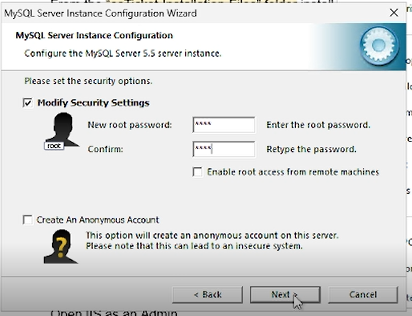 From the "osTicket Installation Files" folder install
MySQL Server Instance Configuration Wizard
MySQL Server Instance Configuration
Configure the MySQL Server 5.5 server instance.
Please set the security options.
Modify Security Settings
New root password: **** Enter the root password.
root
Confirm: **** Retype the password.
Enable root access from remote machines
Create An Anonymous Account
This option will create an anonymous account on this server.
Please note that this can lead to an insecure system.
?
< Back Next > Cancel
Open IIS as an Admin